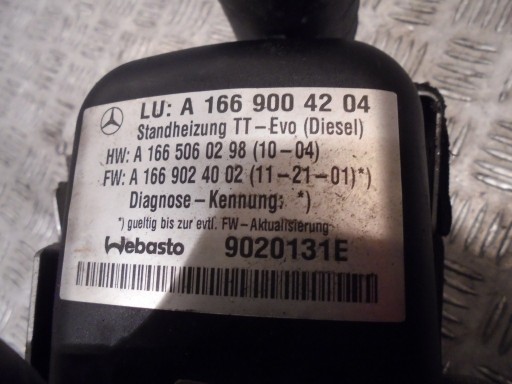 LU: A 166 900 42 04
Standheizung TT-Evo (Diesel)
HW: A 166 506 02 98 (10-04)
FW: A 166 902 40 02 (11-21-01)*)
Diagnose-Kennung: *)
*) gueltig bis zur evtl. FW-Aktualisierung
Webasto 9020131E